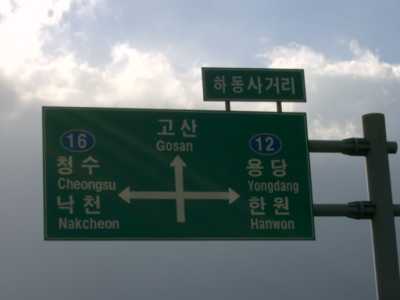 하동사거리
고산
Gosan
16
청수
Cheongsu
낙천
Nakcheon
12
용당
Yongdang
한원
Hanwon